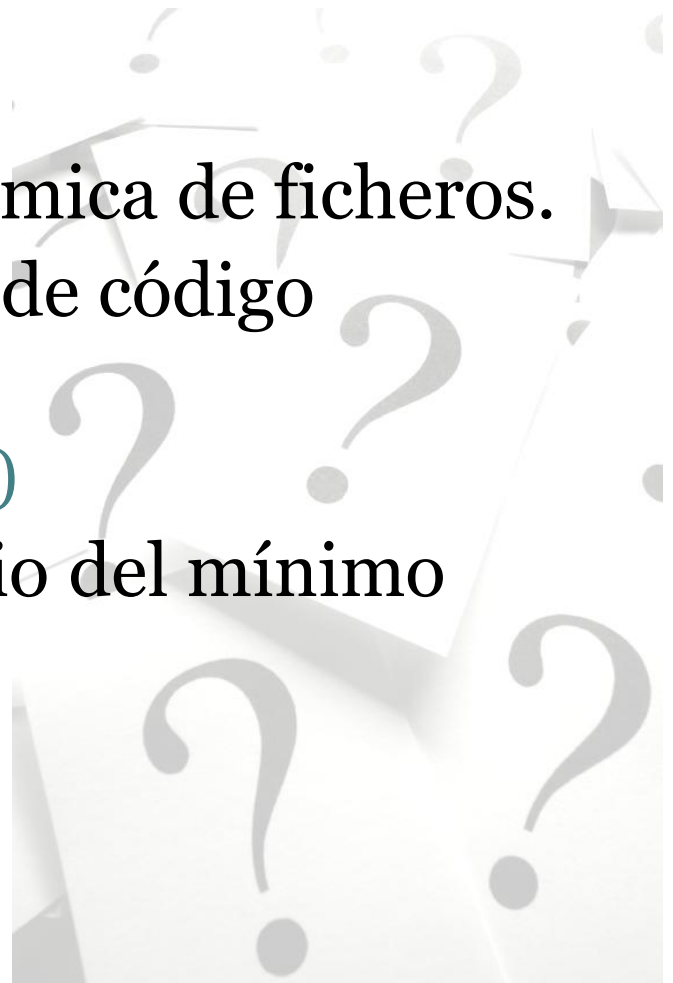 mica de ficheros.
de código
)
io del mínimo